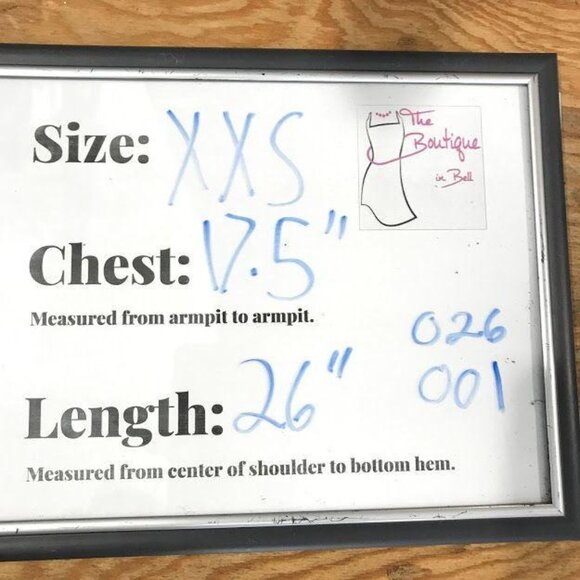 Size: XXS
The
Boutique
in Bell
Chest: 17.5"
Measured from armpit to armpit.
026
001
Length: 26"
Measured from center of shoulder to bottom hem.